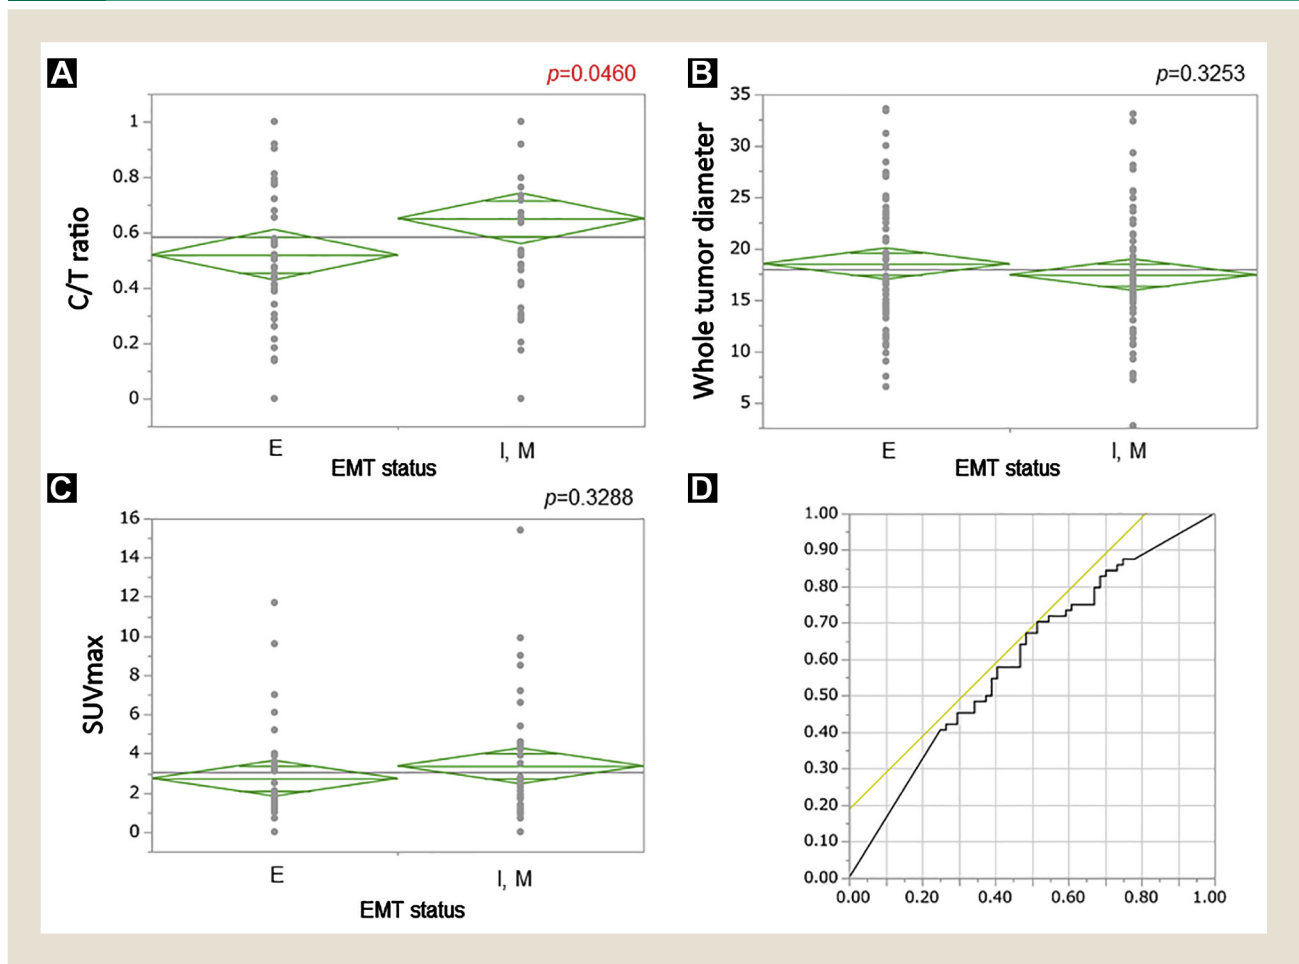 A
p=0.0460
C/T ratio
1
0.8
0.6
0.4
0.2
0
E
I, M
EMT status
B
p=0.3253
Whole tumor diameter
35
30
25
20
15
10
5
E
I, M
EMT status
C
p=0.3288
SUVmax
16
14
12
10
8
6
4
2
0
E
I, M
EMT status
D
1.00
0.90
0.80
0.70
0.60
0.50
0.40
0.30
0.20
0.10
0.00
0.00 0.20 0.40 0.60 0.80 1.00